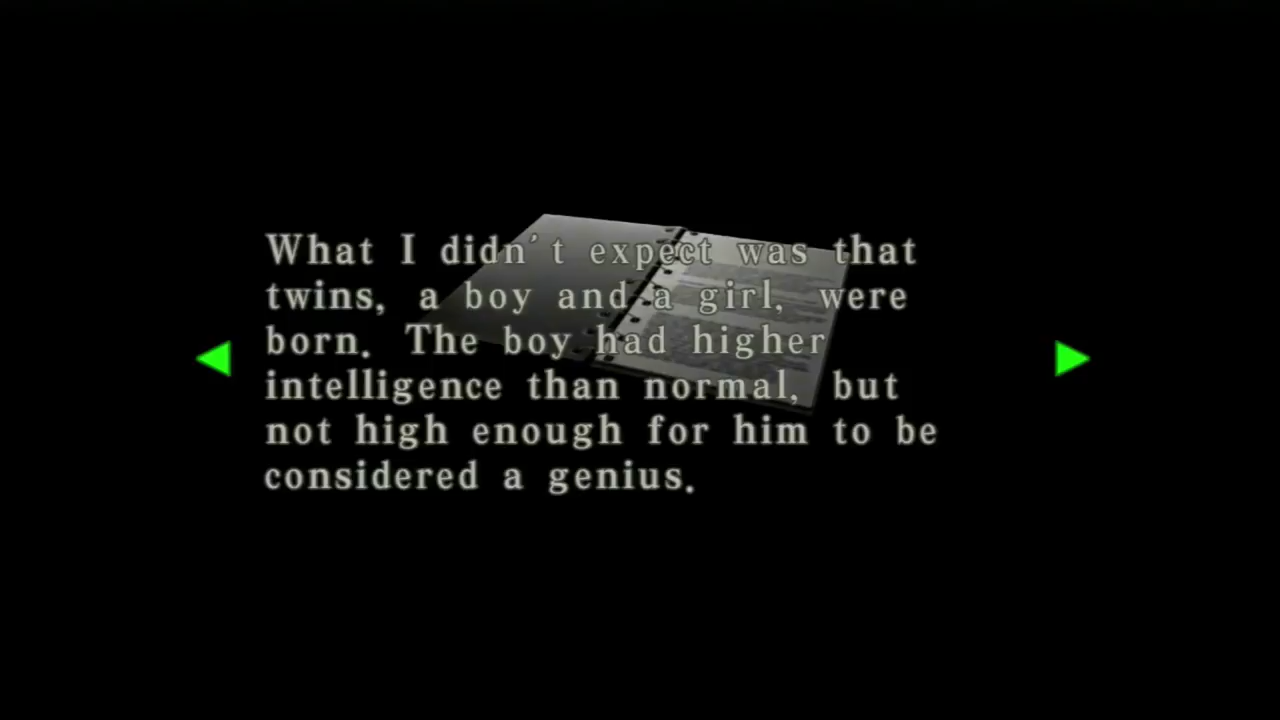 What I didn't expect was that
twins, a boy and a girl, were
born. The boy had higher
intelligence than normal, but
not high enough for him to be
considered a genius.